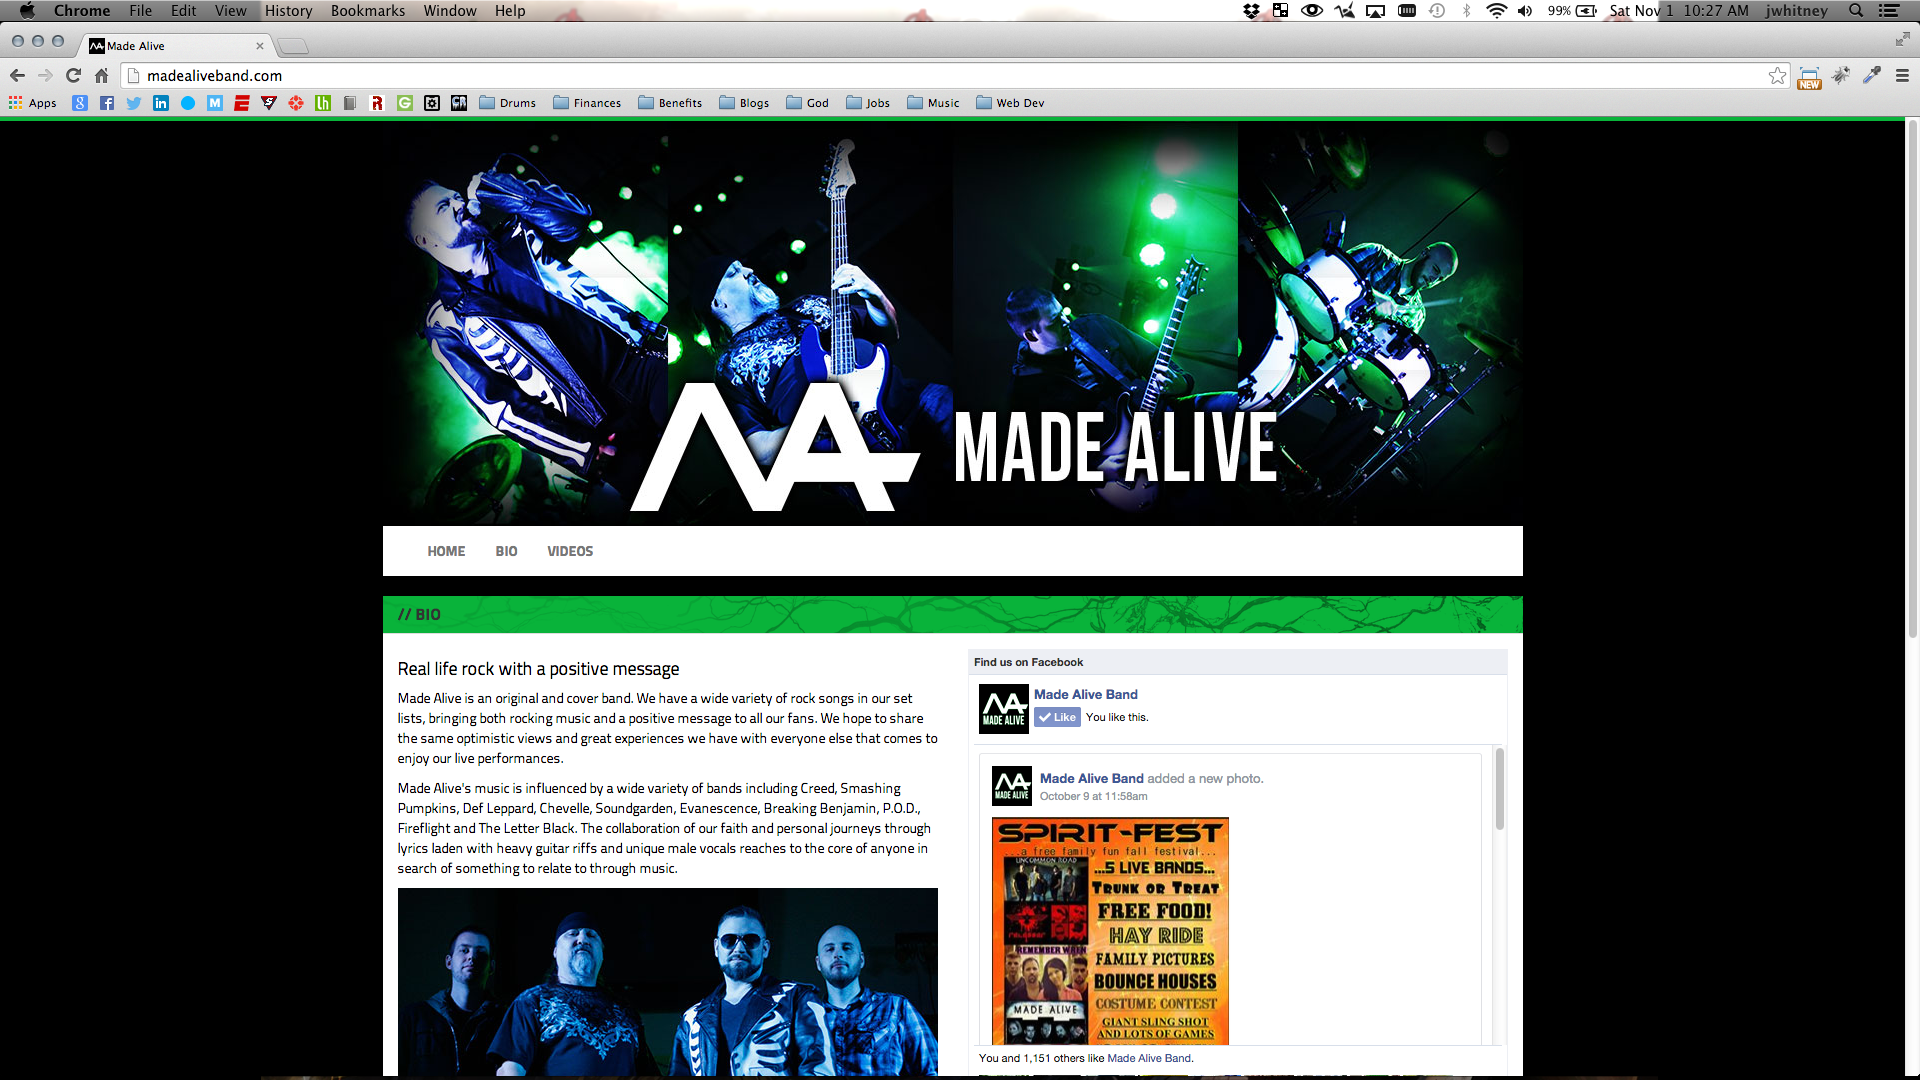 Chrome File Edit View History Bookmarks Window Help 99% Sat Nov 1 10:27 AM jwhitney
Made Alive
madealiveband.com
NEW
Apps Drums Finances Benefits Blogs God Jobs Music Web Dev
MADE ALIVE
HOME BIO VIDEOS
// BIO
Real life rock with a positive message
Made Alive is an original and cover band. We have a wide variety of rock songs in our set
lists, bringing both rocking music and a positive message to all our fans. We hope to share
the same optimistic views and great experiences we have with everyone else that comes to
enjoy our live performances.
Made Alive's music is influenced by a wide variety of bands including Creed, Smashing
Pumpkins, Def Leppard, Chevelle, Soundgarden, Evanescence, Breaking Benjamin, P.O.D.,
Fireflight and The Letter Black. The collaboration of our faith and personal journeys through
lyrics laden with heavy guitar riffs and unique male vocals reaches to the core of anyone in
search of something to relate to through music.
Find us on Facebook
MADE ALIVE
Made Alive Band
Like You like this.
MADE ALIVE
Made Alive Band added a new photo.
October 9 at 11:58am
SPIRIT-FEST
...a free family fun fall festival...
UNCOMMON ROAD
...5 LIVE BANDS...
TRUNK OR TREAT
FREE FOOD!
HAY RIDE
REMEMBER WHEN
FAMILY PICTURES
BOUNCE HOUSES
COSTUME CONTEST
MADE ALIVE
GIANT SLING SHOT
AND LOTS OF GAMES
You and 1,151 others like Made Alive Band.